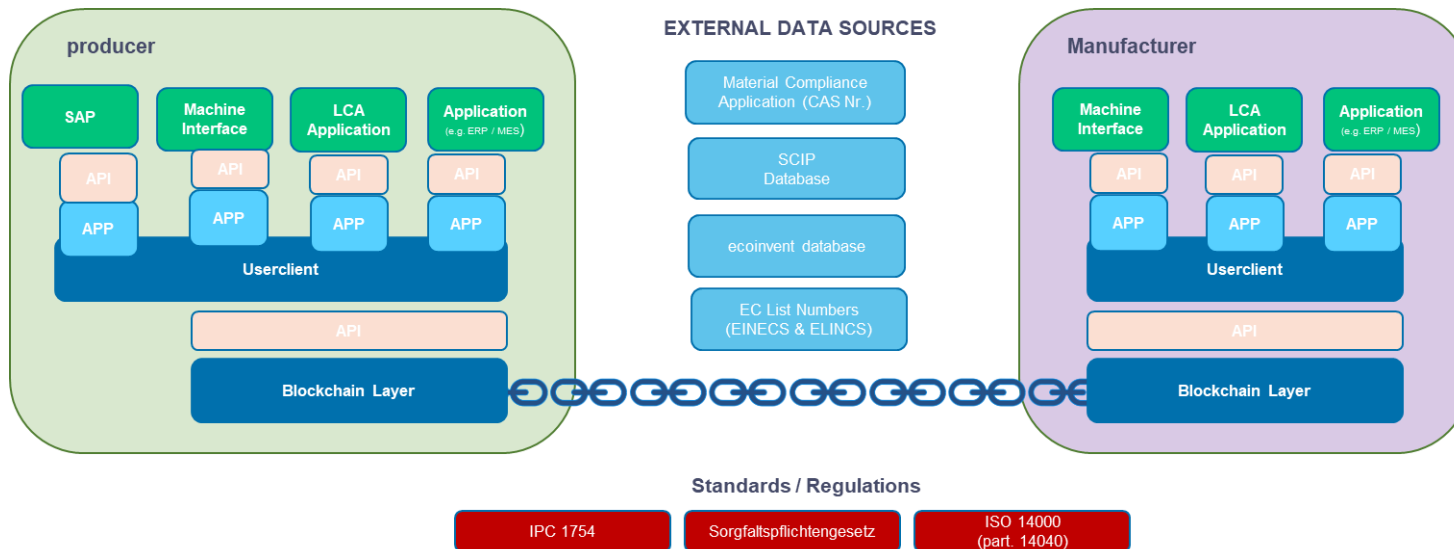 EXTERNAL DATA SOURCES
producer
Manufacturer
SAP
Machine
Interface
LCA
Application
Application
(e.g. ERP / MES)
API
API
API
API
APP
APP
APP
APP
Userclient
API
Blockchain Layer
Material Compliance
Application (CAS Nr.)
SCIP
Database
ecoinvent database
EC List Numbers
(EINECS & ELINCS)
Machine
Interface
LCA
Application
Application
(e.g. ERP / MES)
API
API
API
APP
APP
APP
Userclient
API
Blockchain Layer
Standards / Regulations
IPC 1754
Sorgfaltspflichtengesetz
ISO 14000
(part. 14040)